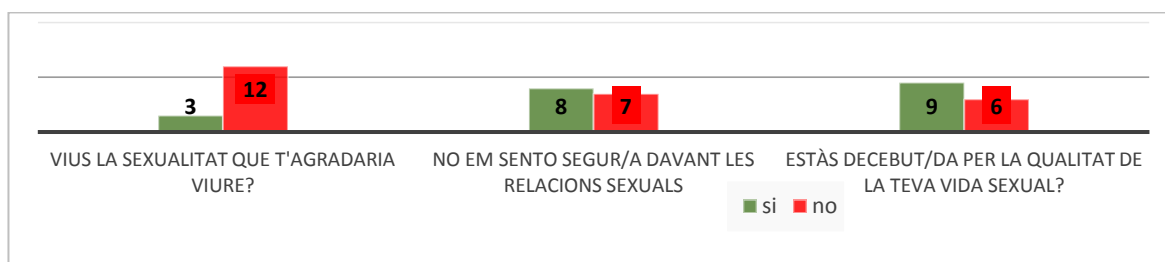 3 12 8 7 9 6
VIUS LA SEXUALITAT QUE T'AGRADARIA
VIURE?
NO EM SENTO SEGUR/A DAVANT LES
RELACIONS SEXUALS
ESTÀS DECEBUT/DA PER LA QUALITAT DE
LA TEVA VIDA SEXUAL?
si no